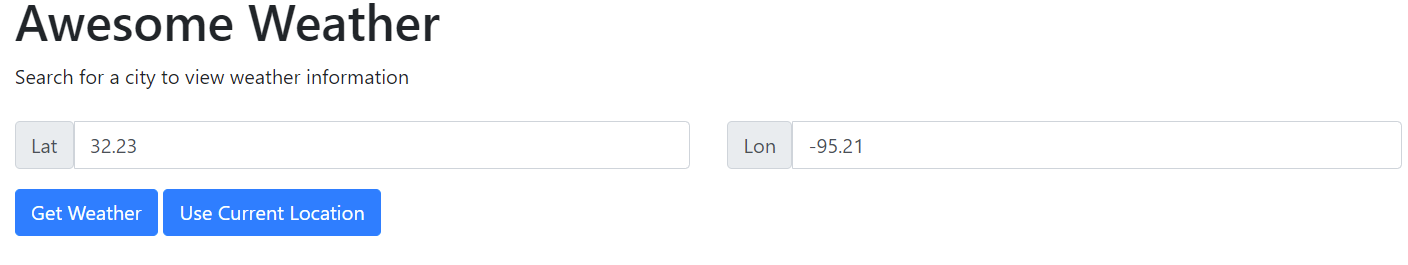 Awesome Weather
Search for a city to view weather information
Lat 32.23 Lon -95.21
Get Weather Use Current Location